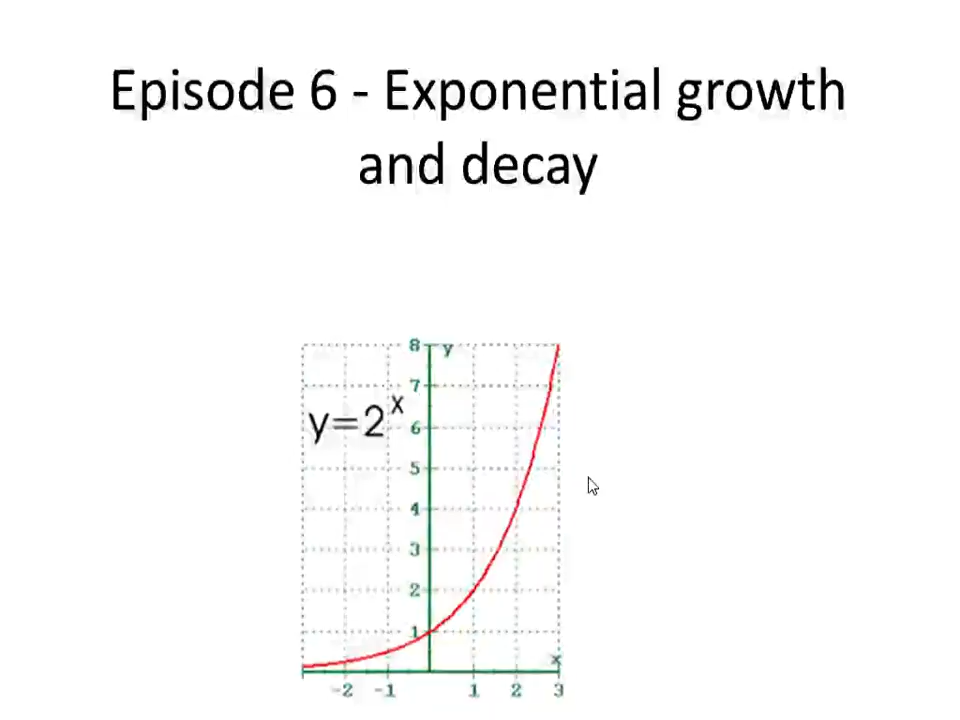 Episode 6 - Exponential growth
and decay
8 y
7
y=2^x
6
5
4
3
2
1
x
-2 -1 1 2 3